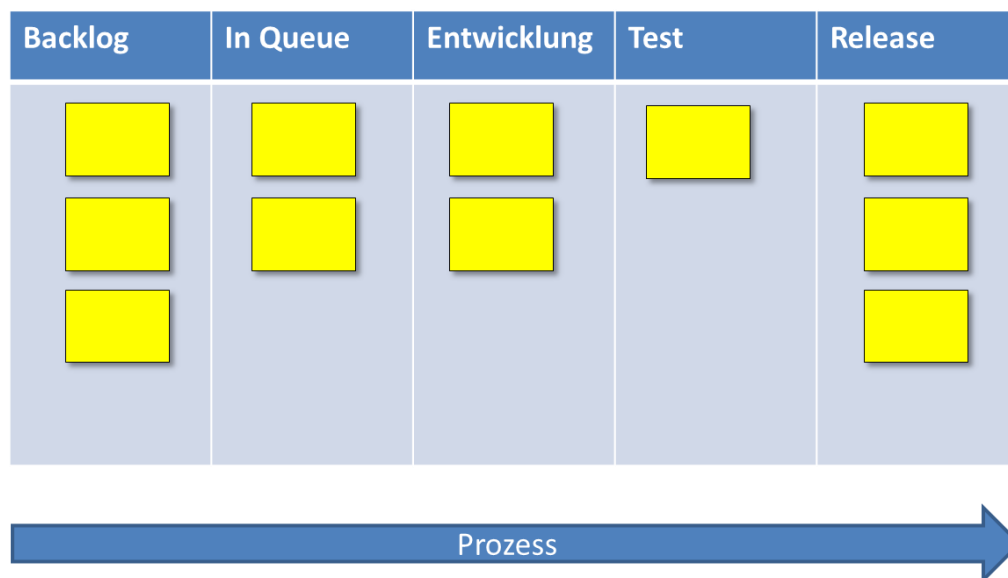 Backlog
In Queue
Entwicklung
Test
Release
Prozess